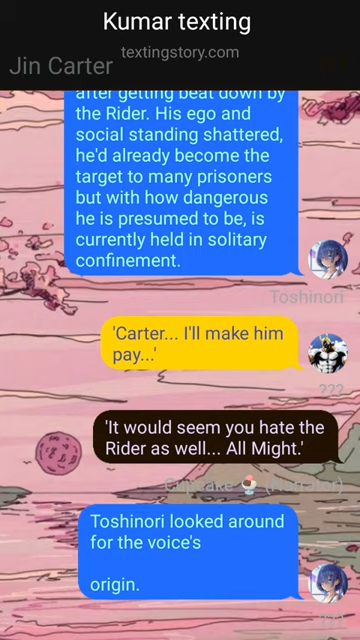 Kumar texting
textingstory.com
Jin Carter
after getting beat down by
the Rider. His ego and
social standing shattered,
he'd already become the
target to many prisoners
but with how dangerous
he is presumed to be, is
currently held in solitary
confinement.
Toshinori
'Carter... I'll make him
pay...'
???
'It would seem you hate the
Rider as well... All Might.'
Cupcake 🍨 (Narrator)
Toshinori looked around
for the voice's
origin.
???